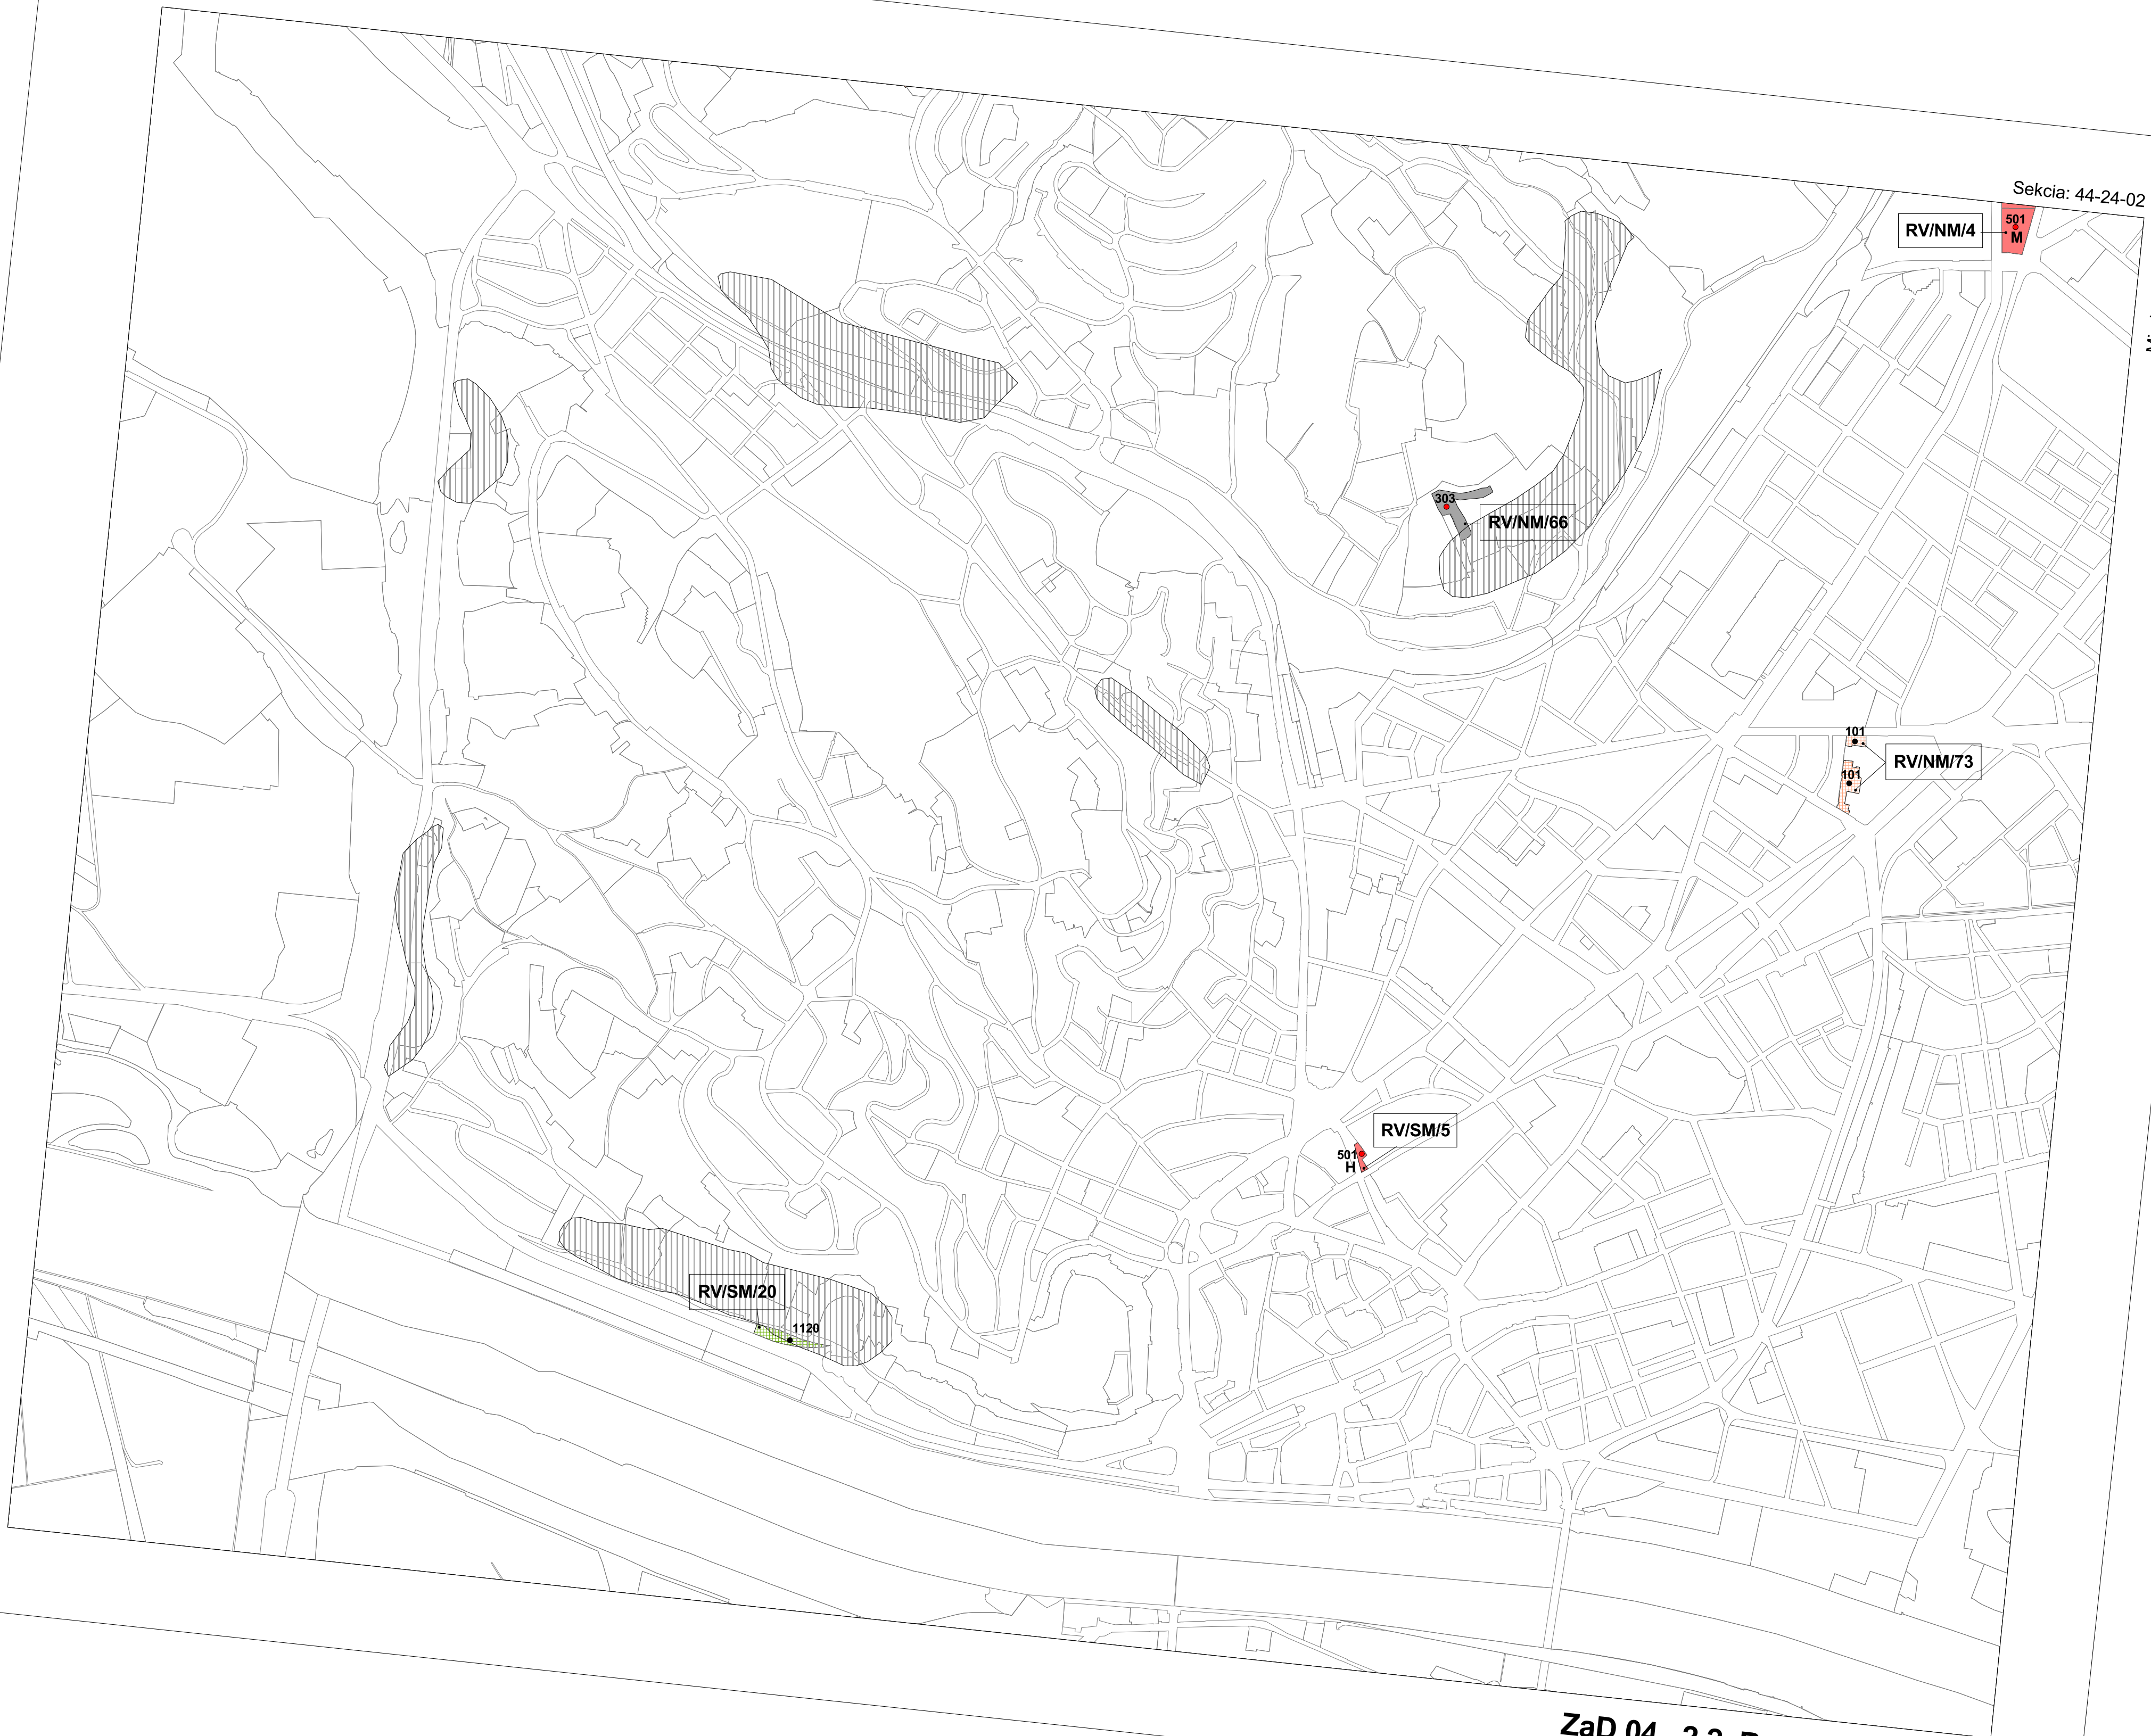 Sekcia: 44-24-02
RV/NM/4
501
M
303
RV/NM/66
101
101
RV/NM/73
RV/SM/5
501
H
RV/SM/20
1120
ZaD 04